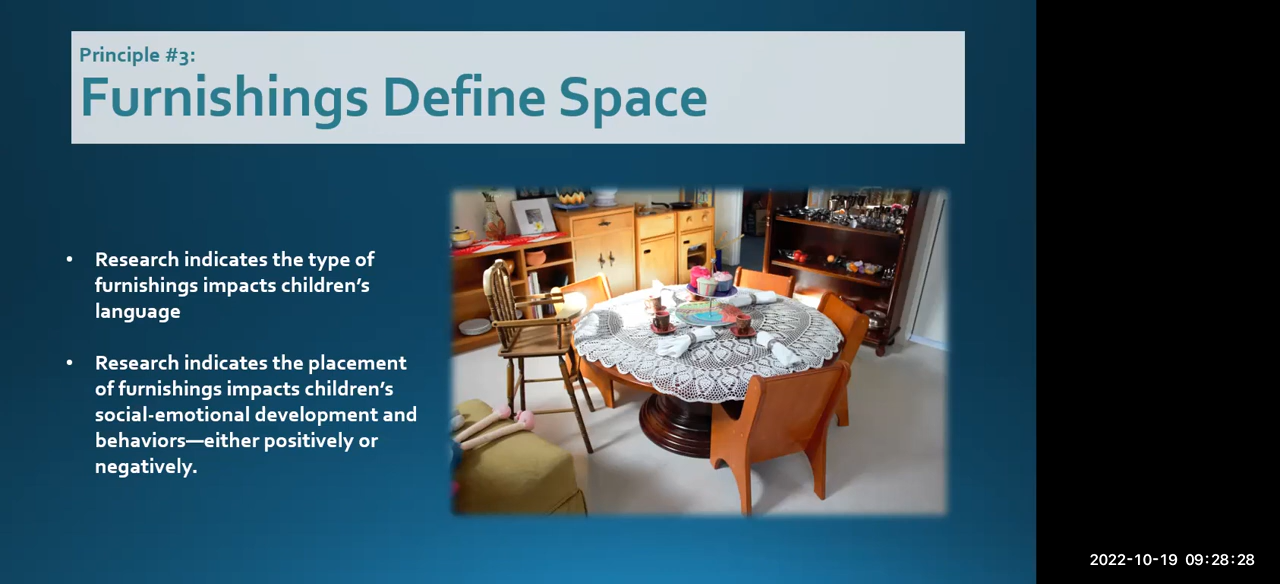 Principle #3:
Furnishings Define Space
• Research indicates the type of
furnishings impacts children’s
language
• Research indicates the placement
of furnishings impacts children’s
social-emotional development and
behaviors—either positively or
negatively.
2022-10-19 09:28:28